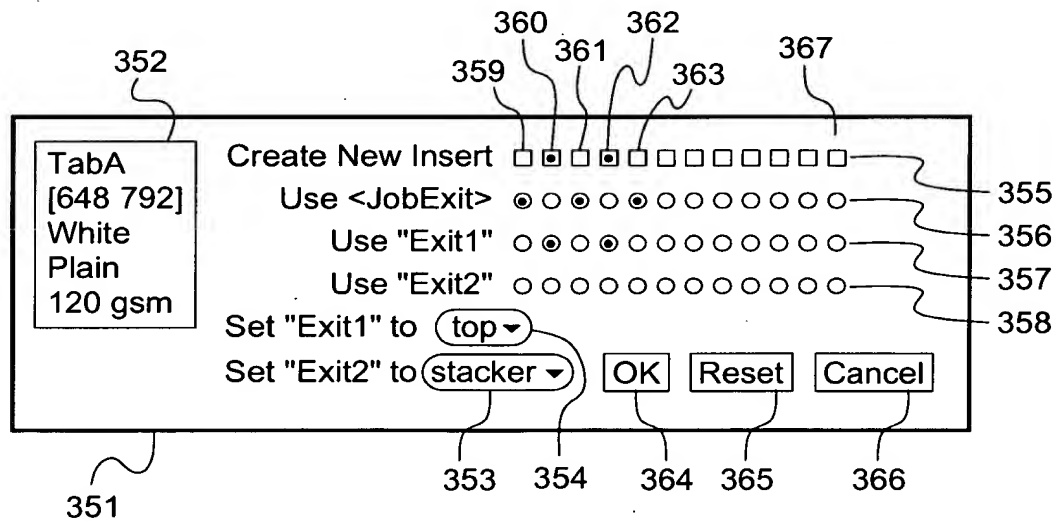 360
362
361
367
352
359
363
TabA
[648 792]
White
Plain
120 gsm
Create New Insert
Use <JobExit>
Use "Exit1"
Use "Exit2"
Set "Exit1" to top
Set "Exit2" to stacker
OK Reset Cancel
355
356
357
358
353
354
364
365
366
351